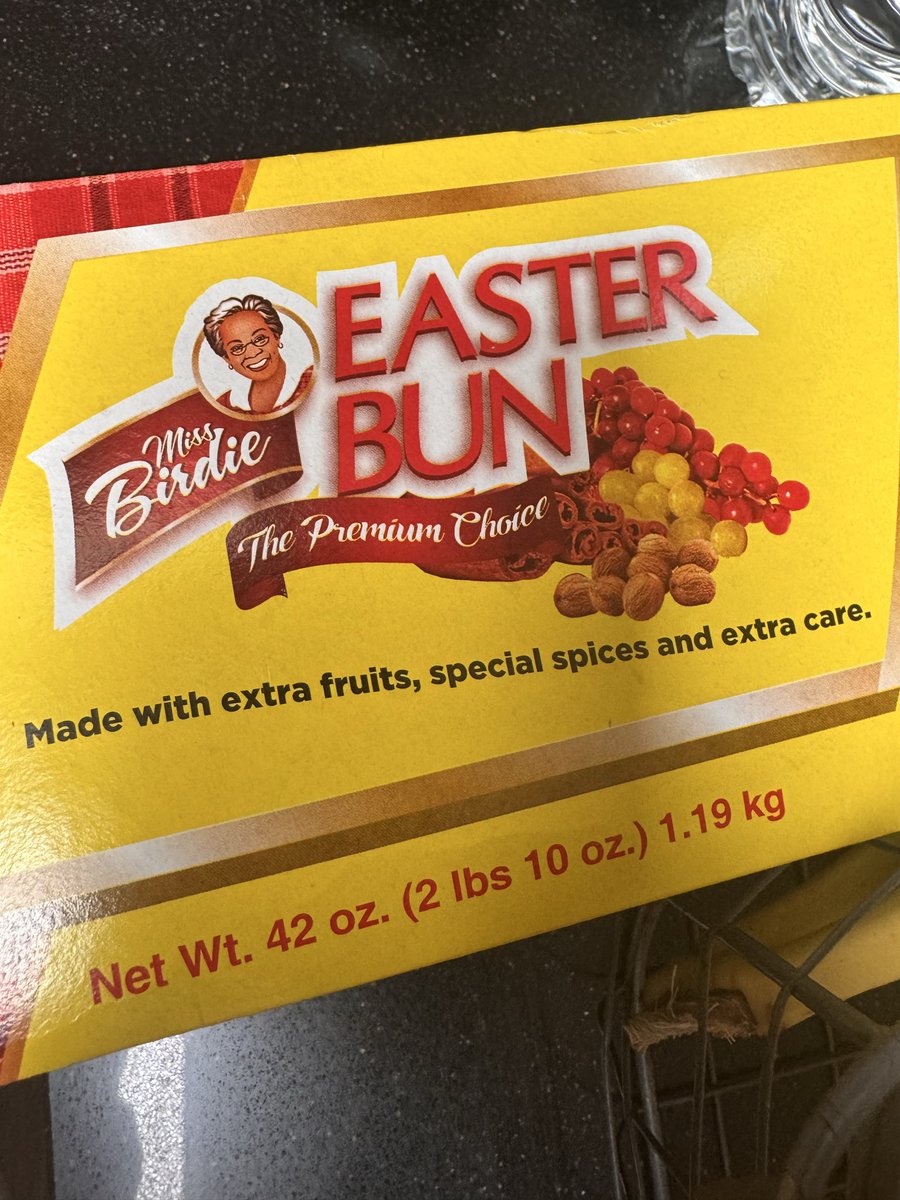 EASTER
BUN
Miss
Birdie
The Premium Choice
Made with extra fruits, special spices and extra care.
Net Wt. 42 oz. (2 lbs 10 oz.) 1.19 kg